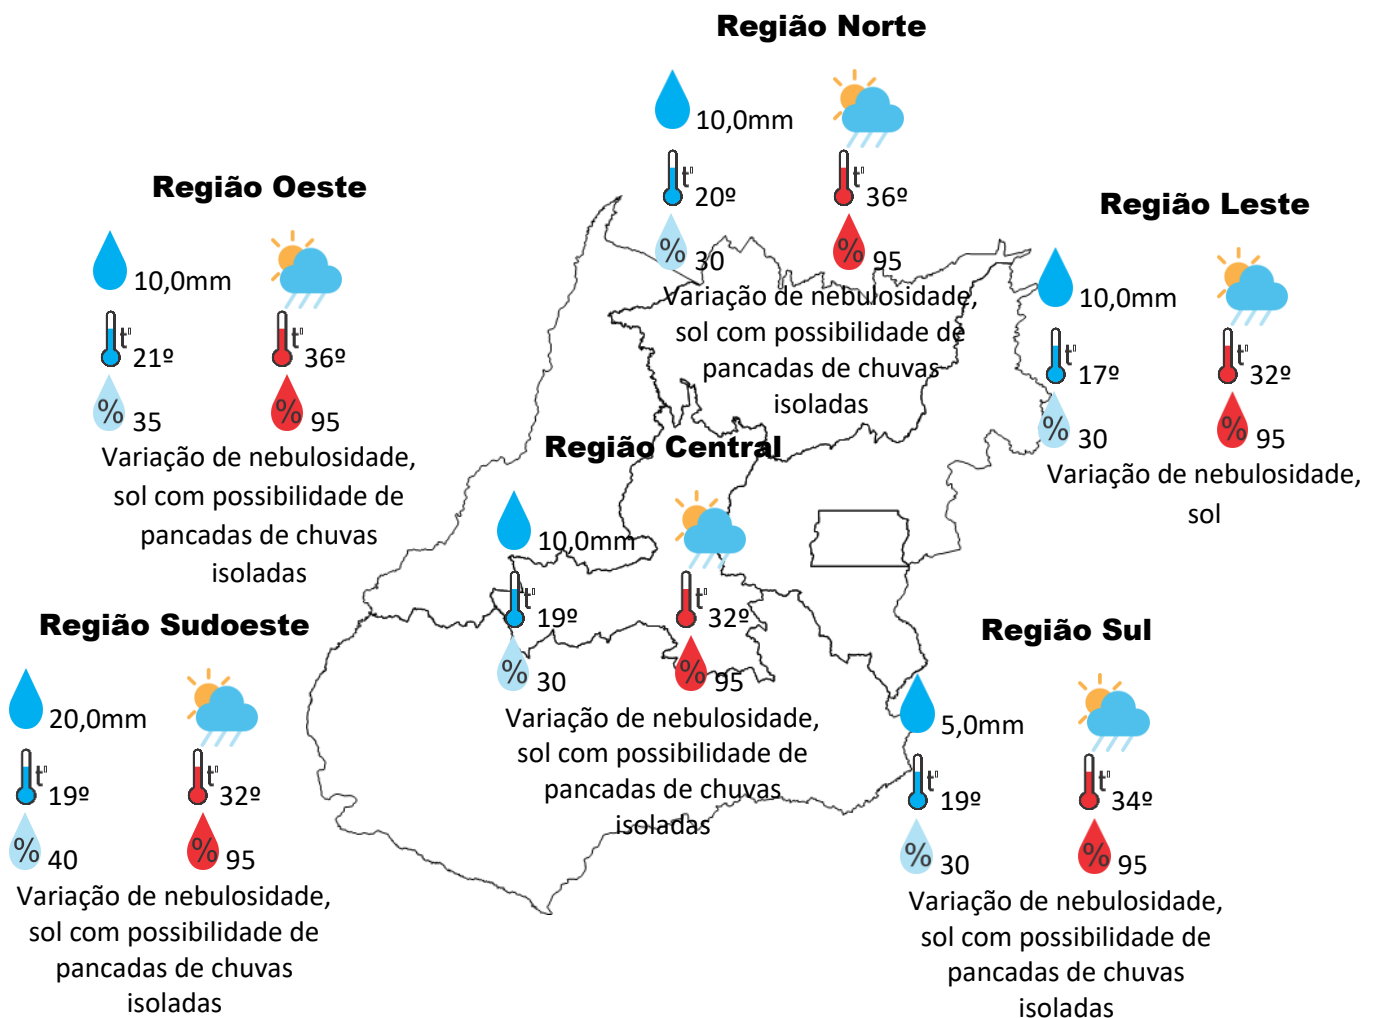 Região Norte
10,0mm
t°
20º
t°
36º
%
30
%
95
Variação de nebulosidade,
sol com possibilidade de
pancadas de chuvas
isoladas
Região Oeste
10,0mm
t°
21º
t°
36º
%
35
%
95
Variação de nebulosidade,
sol com possibilidade de
pancadas de chuvas
isoladas
Região Leste
10,0mm
t°
17º
t°
32º
%
30
%
95
Variação de nebulosidade,
sol
Região Central
10,0mm
t°
19º
t°
32º
%
30
%
95
Variação de nebulosidade,
sol com possibilidade de
pancadas de chuvas
isoladas
Região Sudoeste
20,0mm
t°
19º
t°
32º
%
40
%
95
Variação de nebulosidade,
sol com possibilidade de
pancadas de chuvas
isoladas
Região Sul
5,0mm
t°
19º
t°
34º
%
30
%
95
Variação de nebulosidade,
sol com possibilidade de
pancadas de chuvas
isoladas